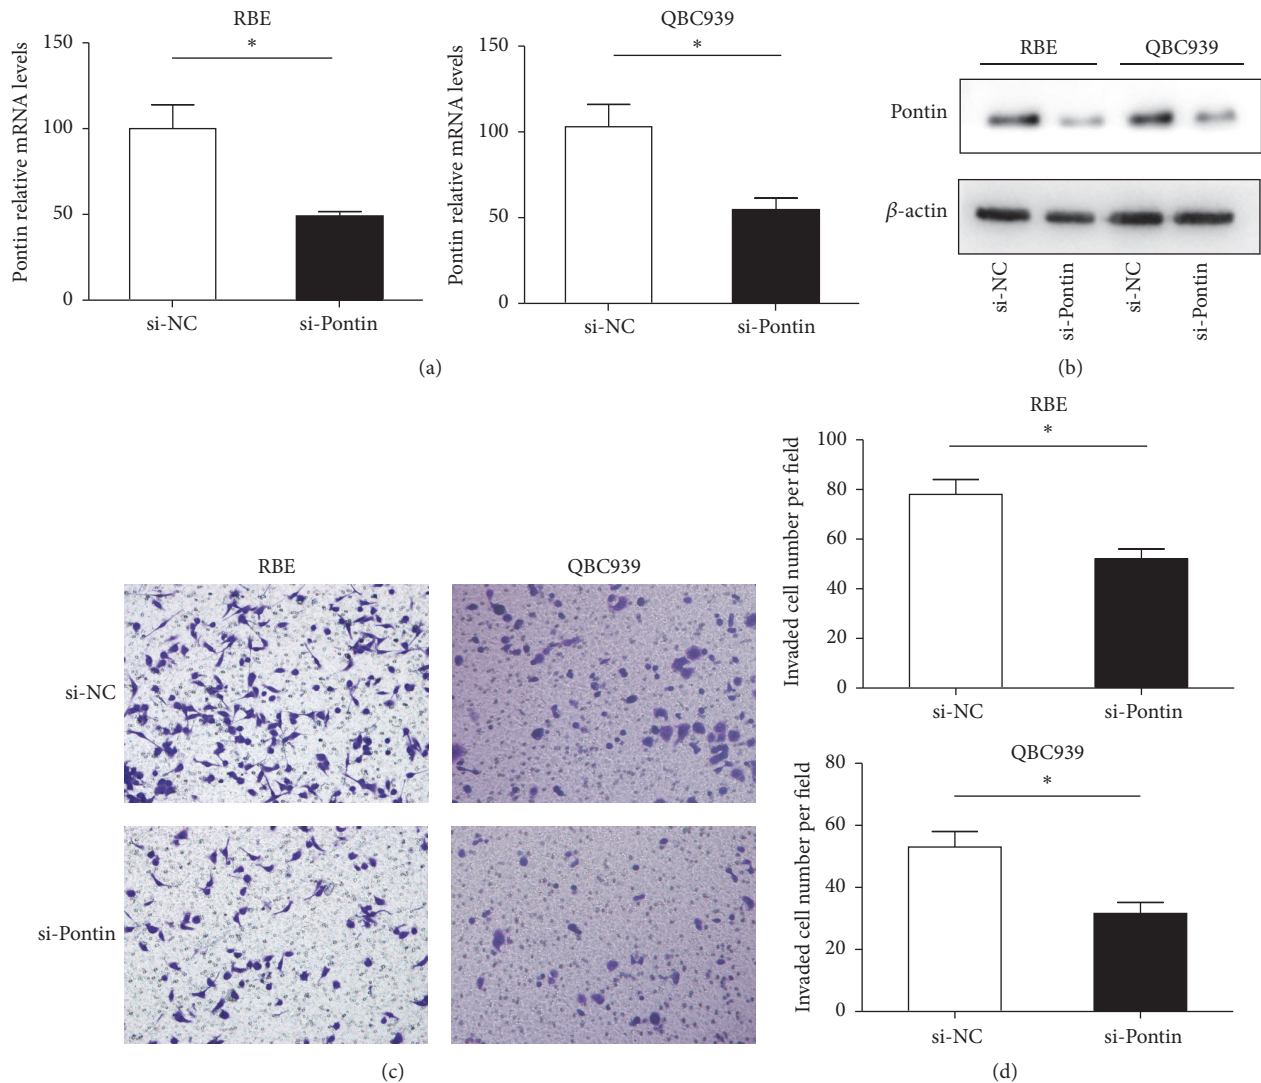 RBE
*
150
100
50
0
Pontin relative mRNA levels
si-NC si-Pontin
QBC939
*
150
100
50
0
Pontin relative mRNA levels
si-NC si-Pontin
(a)
RBE QBC939
Pontin
β-actin
si-NC
si-Pontin
si-NC
si-Pontin
(b)
RBE QBC939
si-NC
si-Pontin
(c)
RBE
*
100
80
60
40
20
0
Invaded cell number per field
si-NC si-Pontin
QBC939
*
80
60
40
20
0
Invaded cell number per field
si-NC si-Pontin
(d)